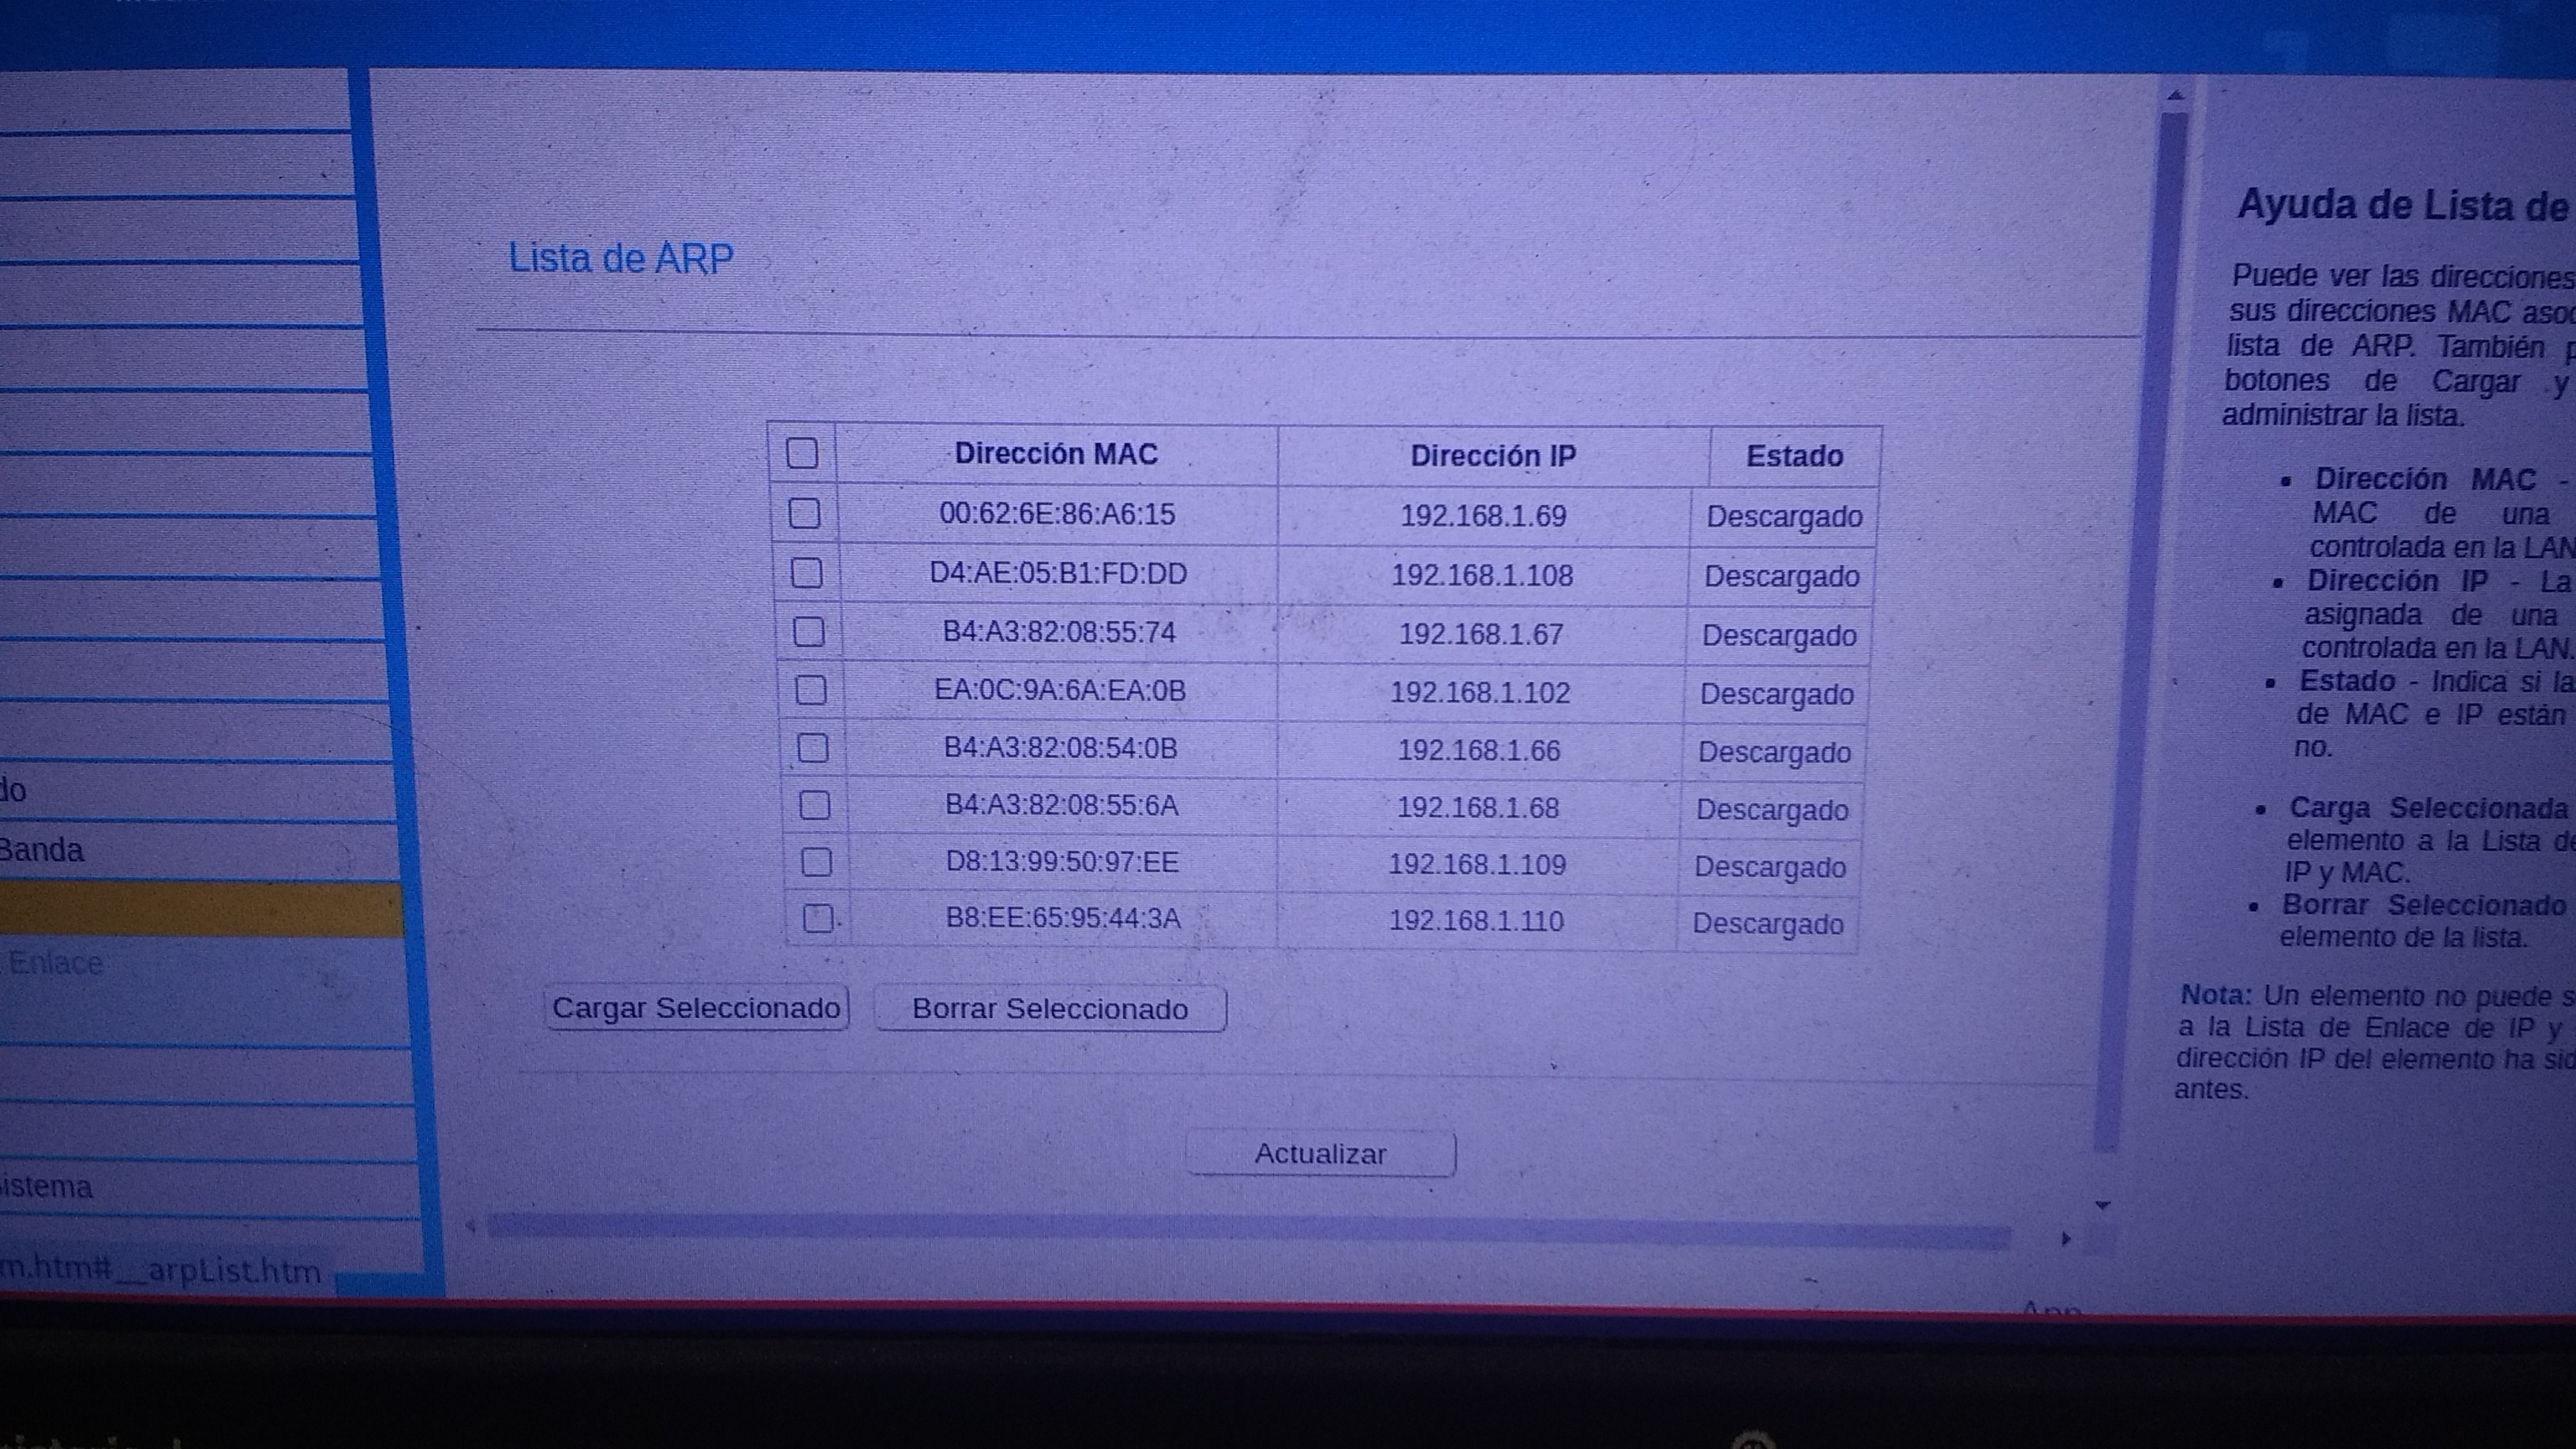 Lista de ARP
Dirección MAC Dirección IP Estado
00:62:6E:86:A6:15 192.168.1.69 Descargado
D4:AE:05:B1:FD:DD 192.168.1.108 Descargado
B4:A3:82:08:55:74 192.168.1.67 Descargado
EA:0C:9A:6A:EA:0B 192.168.1.102 Descargado
B4:A3:82:08:54:0B 192.168.1.66 Descargado
B4:A3:82:08:55:6A 192.168.1.68 Descargado
D8:13:99:50:97:EE 192.168.1.109 Descargado
B8:EE:65:95:44:3A 192.168.1.110 Descargado
Cargar Seleccionado Borrar Seleccionado
Actualizar
do
Banda
Enlace
istema
m.htm#__arpList.htm
Ayuda de Lista de
Puede ver las direcciones
sus direcciones MAC aso
lista de ARP. También p
botones de Cargar y
administrar la lista.
• Dirección MAC -
MAC de una
controlada en la LAN
• Dirección IP - La
asignada de una
controlada en la LAN.
• Estado - Indica si la
de MAC e IP están
no.
• Carga Seleccionada
elemento a la Lista de
IP y MAC.
• Borrar Seleccionado
elemento de la lista.
Nota: Un elemento no puede s
a la Lista de Enlace de IP y
dirección IP del elemento ha sid
antes.